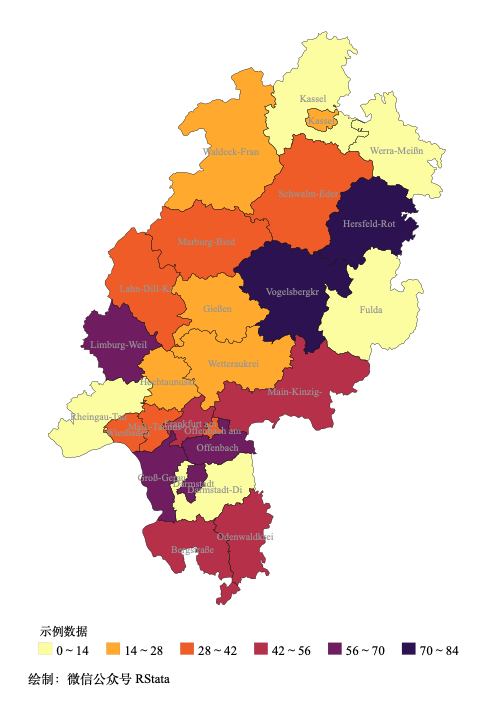 Kassel
Kassel
Werra-Meißn
Waldeck-Fran
Schwalm-Eder
Hersfeld-Rot
Marburg-Bied
Vogelsbergkr
Lahn-Dill-Kr
Gießen
Fulda
Limburg-Weil
Wetteraukrei
Hochtaunuskr
Main-Kinzig-
Rheingau-Ta
Frankfurt am
Offenbach am
Offenbach
Groß-Gerau
Darmstadt
Darmstadt-Di
Odenwaldkrei
Bergstraße
示例数据
0 ~ 14 14 ~ 28 28 ~ 42 42 ~ 56 56 ~ 70 70 ~ 84
绘制：微信公众号 RStata